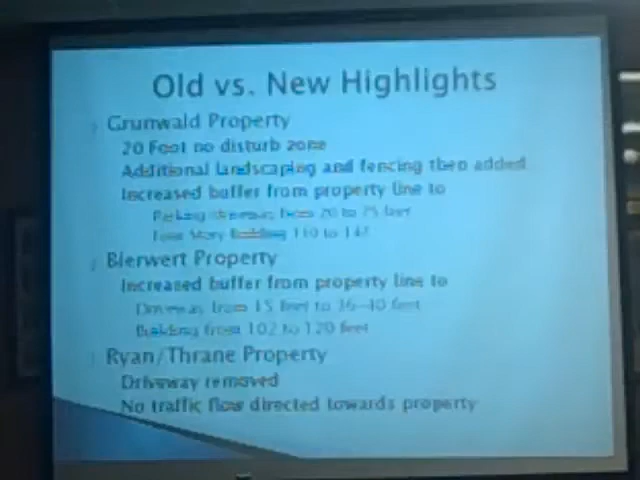 Old vs. New Highlights
Grunwald Property
20 Foot no disturb zone
Additional landscaping and fencing then added
Increased buffer from property line to
from 20 to 75 feet
Four Story Building 110 to
Bierwert Property
Increased buffer from property line to
Driveway from 15 feet to 36-40 feet
Building from 102 to 120 feet
Ryan/Thrane Property
Driveway removed
No traffic flow directed towards property